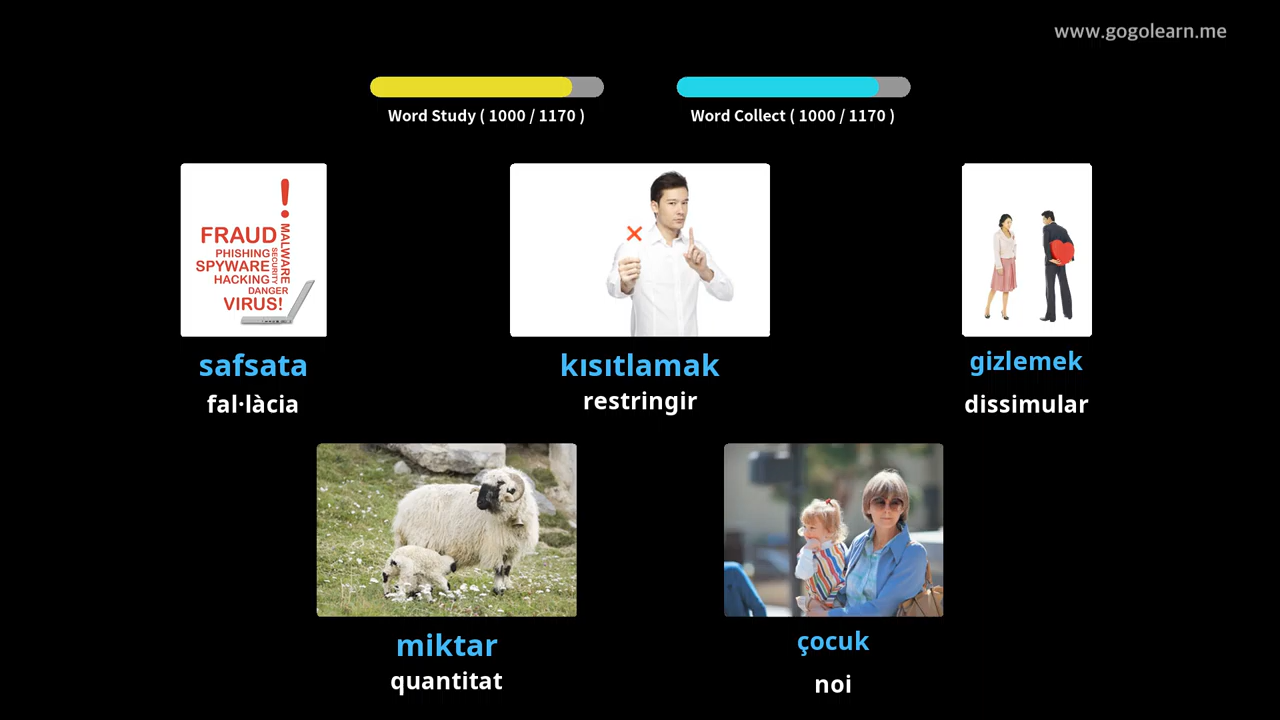 www.gogolearn.me
Word Study ( 1000 / 1170 )
Word Collect ( 1000 / 1170 )
!
FRAUD
PHISHING
SPYWARE
HACKING
DANGER
VIRUS!
MALWARE
SECURITY
safsata
fal·làcia
kısıtlamak
restringir
gizlemek
dissimular
miktar
quantitat
çocuk
noi